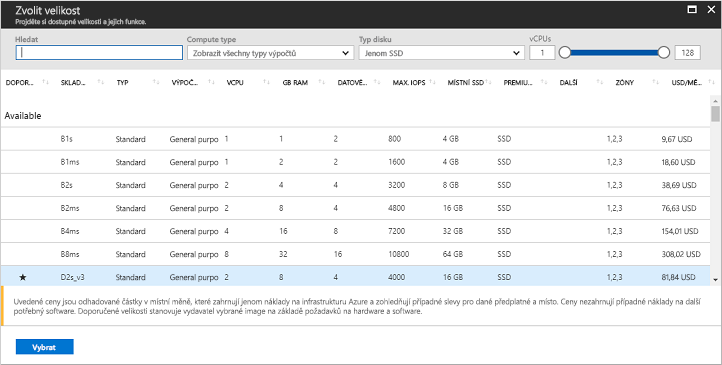 Zvolit velikost
Projděte si dostupné velikosti a jejich funkce.
Hledat Compute type Typ disku vCPUs
Zobrazit všechny typy výpočtů Jenom SSD 1 128
DOPOR... SKLAD... TYP VÝPOČ... VCPU GB RAM DATOVÉ... MAX. IOPS MÍSTNÍ SSD PREMIU... DALŠÍ ZÓNY USD/MĚ...
Available
B1s Standard General purpo 1 1 2 800 4 GB SSD 1,2,3 9,67 USD
B1ms Standard General purpo 1 2 2 1600 4 GB SSD 1,2,3 18,60 USD
B2s Standard General purpo 2 4 4 3200 8 GB SSD 1,2,3 38,69 USD
B2ms Standard General purpo 2 8 4 4800 16 GB SSD 1,2,3 76,63 USD
B4ms Standard General purpo 4 16 8 7200 32 GB SSD 1,2,3 154,01 USD
B8ms Standard General purpo 8 32 16 10800 64 GB SSD 1,2,3 308,02 USD
★ D2s_v3 Standard General purpo 2 8 4 4000 16 GB SSD 1,2,3 81,84 USD
Uvedené ceny jsou odhadované částky v místní měně, které zahrnují jenom náklady na infrastrukturu Azure a zohledňují případné slevy pro dané předplatné a místo. Ceny nezahrnují případné náklady na další
potřebný software. Doporučené velikosti stanovuje vydavatel vybrané image na základě požadavků na hardware a software.
Vybrat